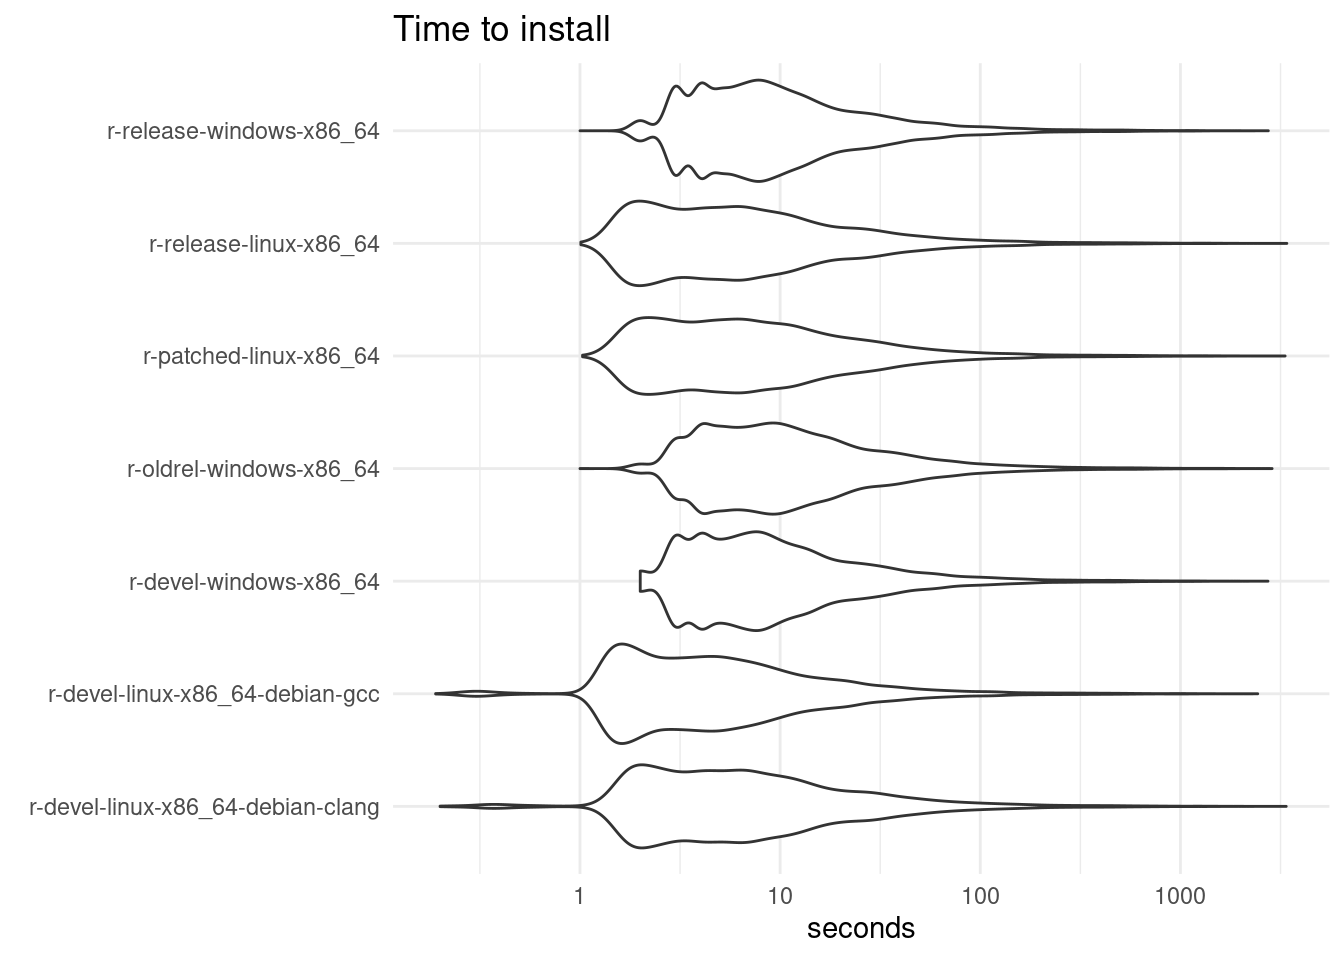 Time to install
r-release-windows-x86_64
r-release-linux-x86_64
r-patched-linux-x86_64
r-oldrel-windows-x86_64
r-devel-windows-x86_64
r-devel-linux-x86_64-debian-gcc
r-devel-linux-x86_64-debian-clang
1 10 100 1000
seconds